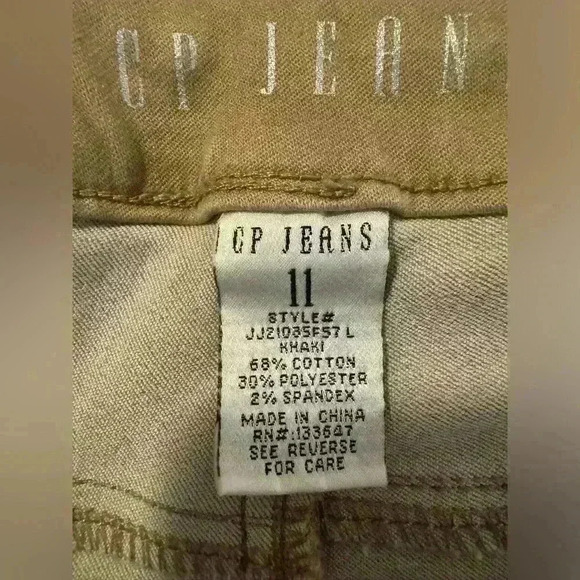 CP JEAN
CP JEANS
11
STYLE#
JJ21035F57 L
KHAKI
68% COTTON
30% POLYESTER
2% SPANDEX
MADE IN CHINA
RN#:133647
SEE REVERSE
FOR CARE